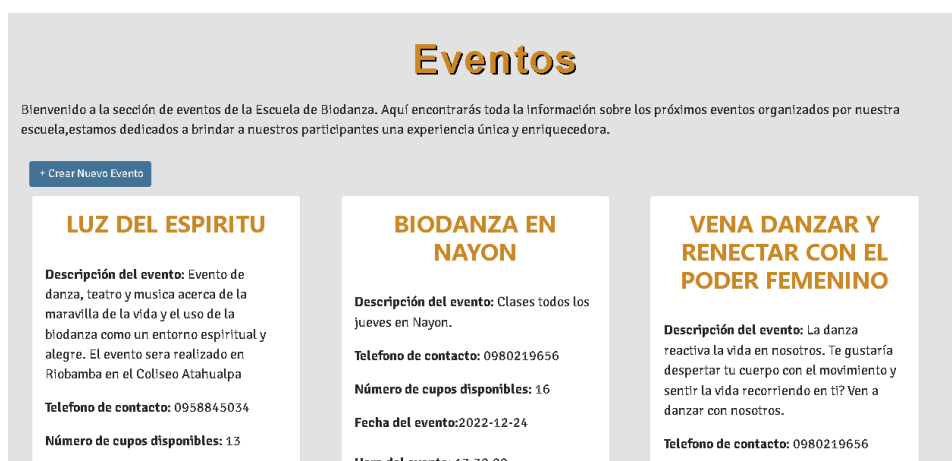 Eventos
Bienvenido a la sección de eventos de la Escuela de Biodanza. Aquí encontrarás toda la información sobre los próximos eventos organizados por nuestra
escuela,estamos dedicados a brindar a nuestros participantes una experiencia única y enriquecedora.
+ Crear Nuevo Evento
LUZ DEL ESPIRITU
Descripción del evento: Evento de
danza, teatro y musica acerca de la
maravilla de la vida y el uso de la
biodanza como un entorno espiritual y
alegre. El evento sera realizado en
Riobamba en el Coliseo Atahualpa
Telefono de contacto: 0958845034
Número de cupos disponibles: 13
BIODANZA EN
NAYON
Descripción del evento: Clases todos los
jueves en Nayon.
Telefono de contacto: 0980219656
Número de cupos disponibles: 16
Fecha del evento:2022-12-24
VENA DANZAR Y
RENECTAR CON EL
PODER FEMENINO
Descripción del evento: La danza
reactiva la vida en nosotros. Te gustaría
despertar tu cuerpo con el movimiento y
sentir la vida recorriendo en ti? Ven a
danzar con nosotros.
Telefono de contacto: 0980219656